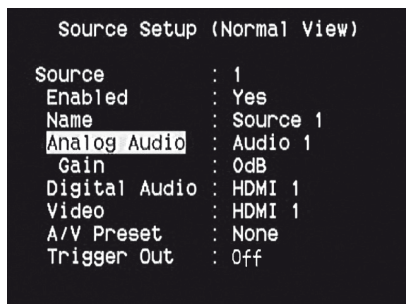 Source Setup (Normal View)
Source : 1
Enabled : Yes
Name : Source 1
Analog Audio : Audio 1
Gain : 0dB
Digital Audio : HDMI 1
Video : HDMI 1
A/V Preset : None
Trigger Out : Off